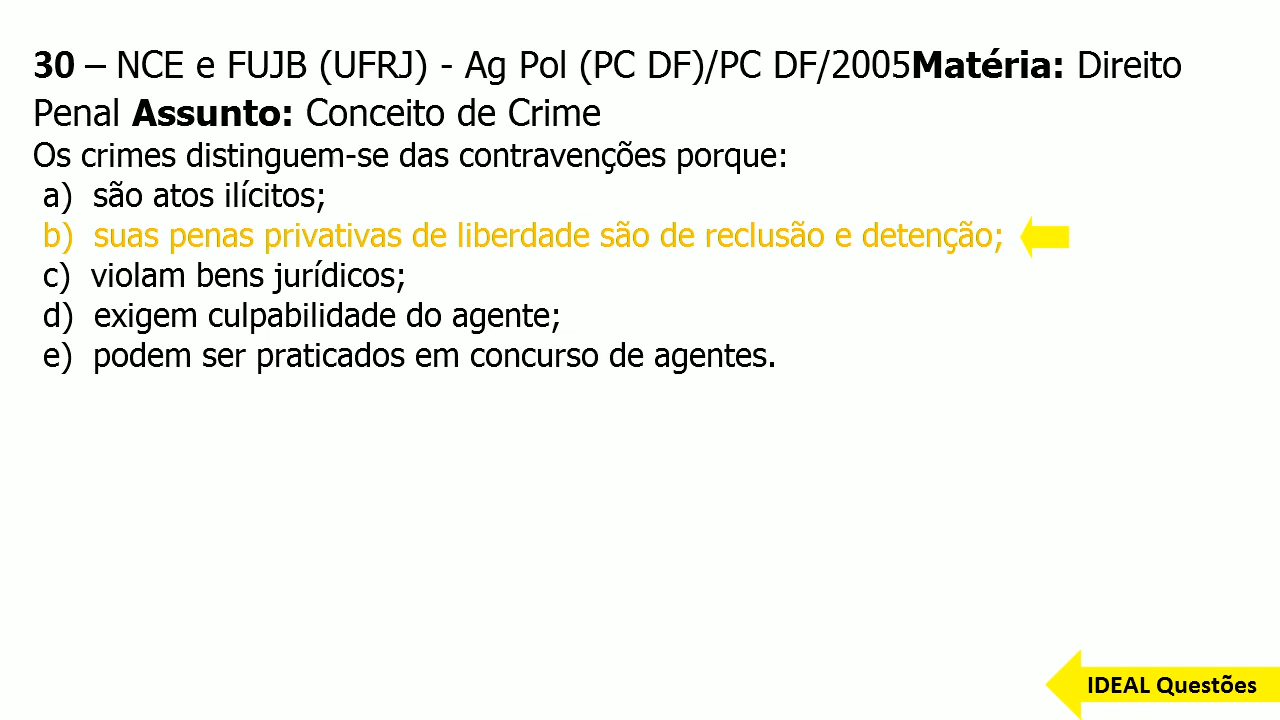 30 – NCE e FUJB (UFRJ) - Ag Pol (PC DF)/PC DF/2005Matéria: Direito
Penal Assunto: Conceito de Crime
Os crimes distinguem-se das contravenções porque:
a) são atos ilícitos;
b) suas penas privativas de liberdade são de reclusão e detenção;
c) violam bens jurídicos;
d) exigem culpabilidade do agente;
e) podem ser praticados em concurso de agentes.
IDEAL Questões